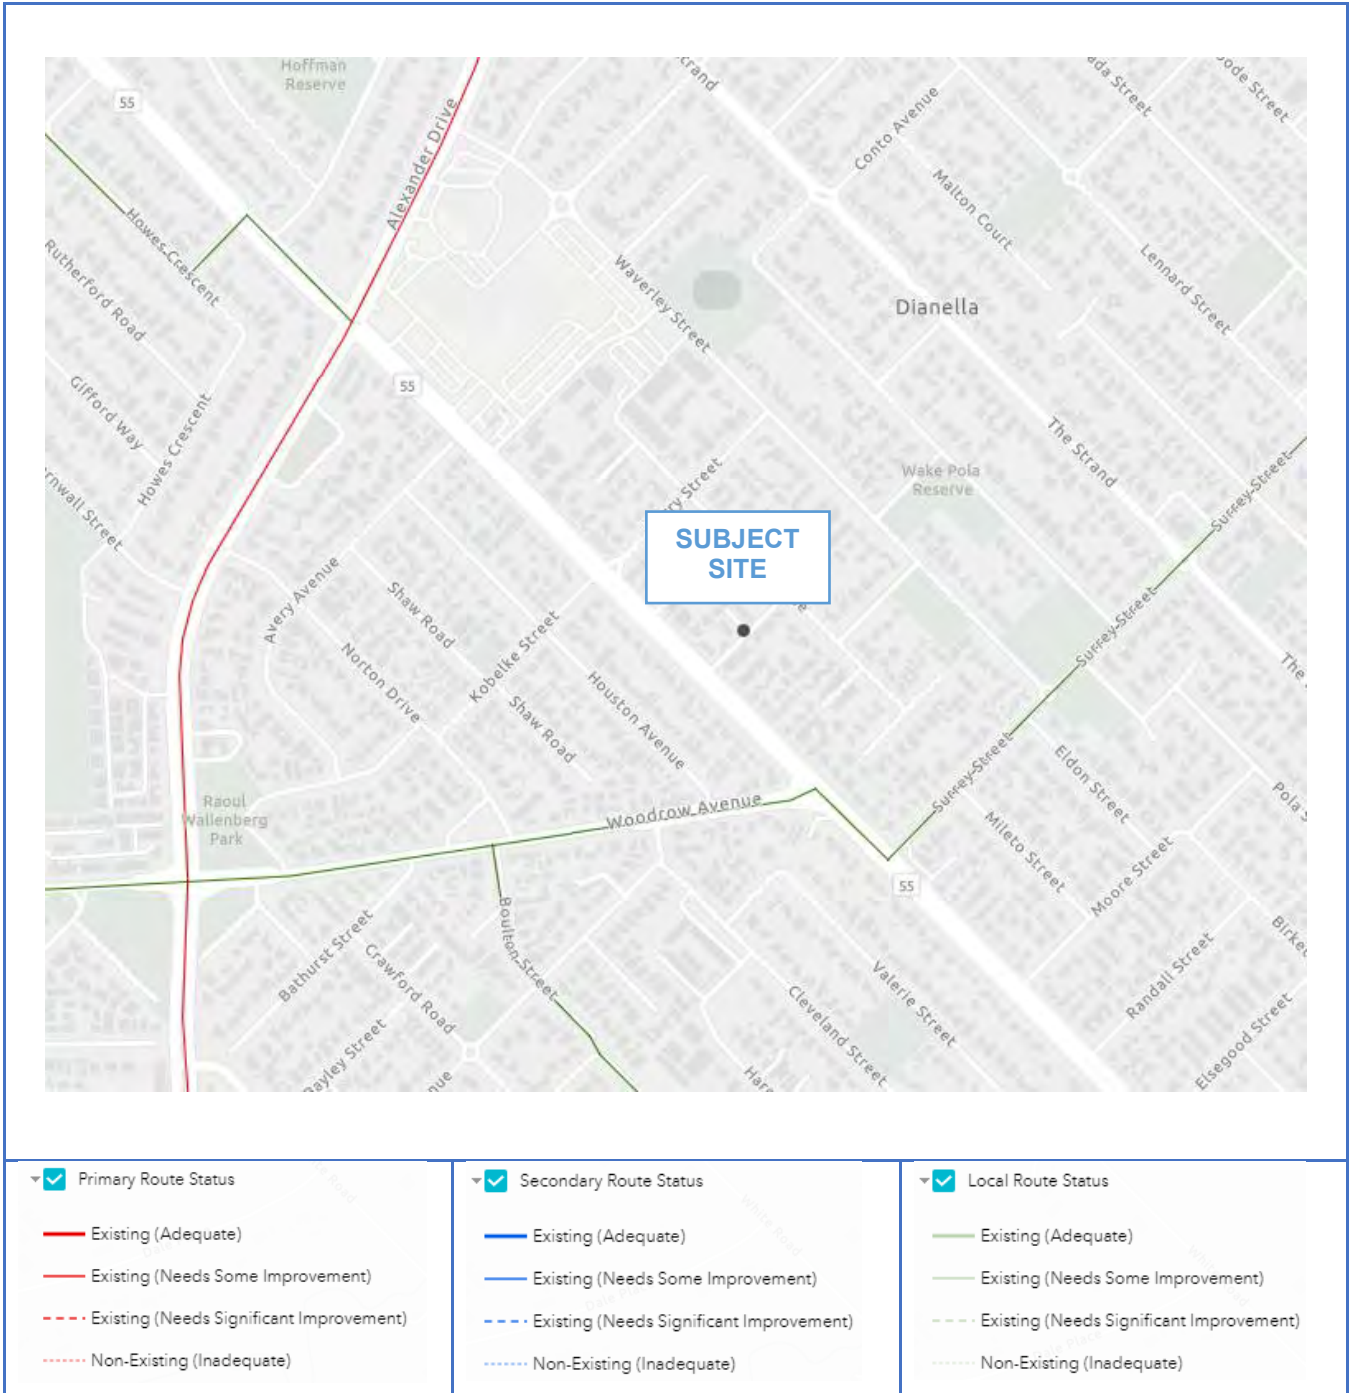 Hoffman
Reserve
55
Alexander Drive
Strand
Conto Avenue
Malton Court
Howes Crescent
Rutherford Road
Waverley Street
Dianella
Lennard Street
55
Gifford Way
Howes Crescent
The Strand
Wake Pola
Reserve
Surrey Street
SUBJECT
SITE
Avery Avenue
Shaw Road
Kobelke Street
Norton Drive
Houston Avenue
Shaw Road
Surrey Street
The
Surrey Street
Eldon Street
Raoul
Wallenberg
Park
Woodrow Avenue
Mileto Street
Moore Street
55
Boulton Street
Bathurst Street
Crawford Road
Valerie Street
Cleveland Street
Randall Street
Elsegood Street
Primary Route Status
Existing (Adequate)
Existing (Needs Some Improvement)
Existing (Needs Significant Improvement)
Non-Existing (Inadequate)
Secondary Route Status
White Road
Existing (Adequate)
Existing (Needs Some Improvement)
Dale Place
Existing (Needs Significant Improvement)
Non-Existing (Inadequate)
Local Route Status
Existing (Adequate)
Existing (Needs Some Improvement)
Existing (Needs Significant Improvement)
Non-Existing (Inadequate)